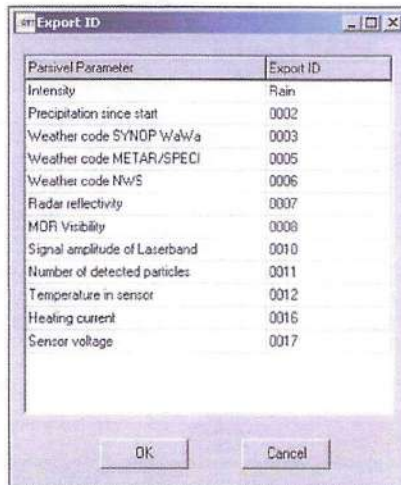 Export ID
Parsivel Parameter Export ID
Intensity Rain
Precipitation since start 0002
Weather code SYNOP WaWa 0003
Weather code METAR/SPECI 0005
Weather code NWS 0006
Radar reflectivity 0007
MOR Visibility 0008
Signal amplitude of Laserband 0010
Number of detected particles 0011
Temperature in sensor 0012
Heating current 0016
Sensor voltage 0017
OK Cancel